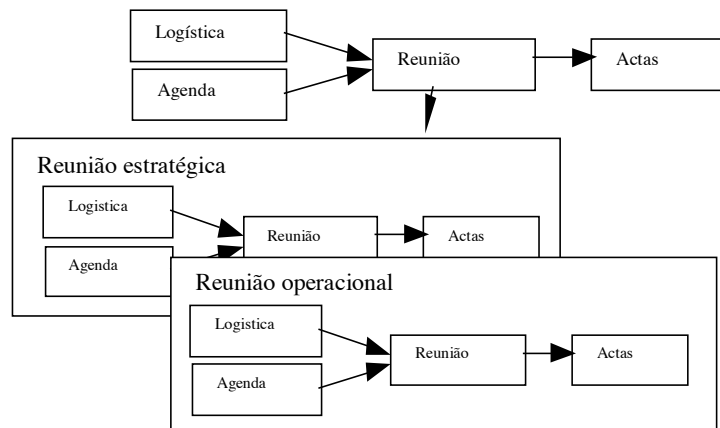 Logística
Agenda
Reunião
Actas
Reunião estratégica
Logistica
Agenda
Reunião
Actas
Reunião operacional
Logistica
Agenda
Reunião
Actas